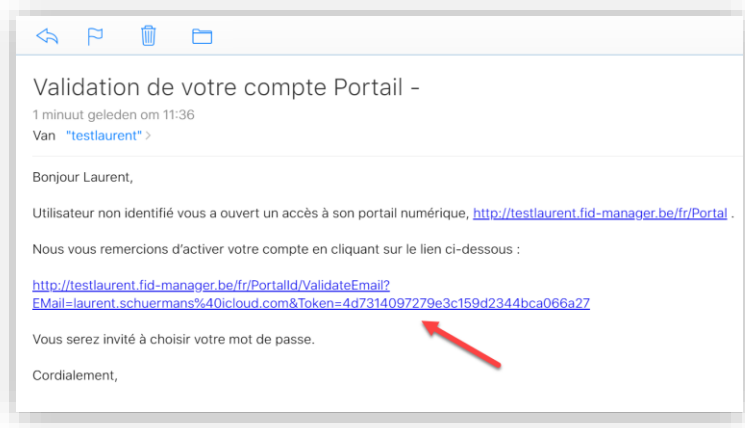 Validation de votre compte Portail -
1 minuut geleden om 11:36
Van "testlaurent" >
Bonjour Laurent,
Utilisateur non identifié vous a ouvert un accès à son portail numérique, http://testlaurent.fid-manager.be/fr/Portal .
Nous vous remercions d'activer votre compte en cliquant sur le lien ci-dessous :
http://testlaurent.fid-manager.be/fr/PortalId/ValidateEmail?
EMail=laurent.schuermans%40icloud.com&Token=4d7314097279e3c159d2344bca066a27
Vous serez invité à choisir votre mot de passe.
Cordialement,